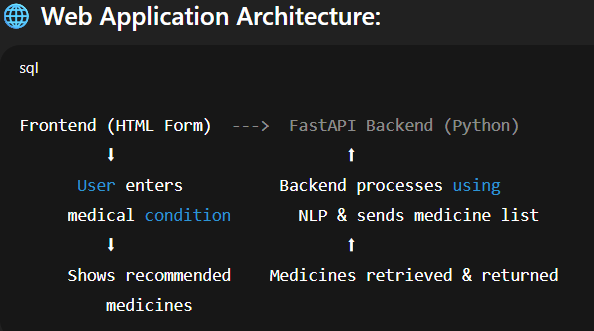 🌐 Web Application Architecture:
sql
Frontend (HTML Form)  --->  FastAPI Backend (Python)
⬇ ⬆
User enters          Backend processes using
medical condition       NLP & sends medicine list
⬇ ⬆
Shows recommended    Medicines retrieved & returned
medicines